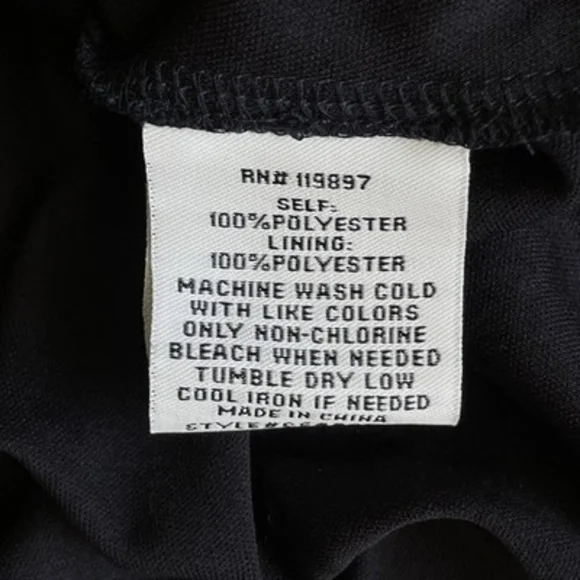 RN# 119897
SELF:
100%POLYESTER
LINING:
100%POLYESTER
MACHINE WASH COLD
WITH LIKE COLORS
ONLY NON-CHLORINE
BLEACH WHEN NEEDED
TUMBLE DRY LOW
COOL IRON IF NEEDED
MADE IN CHINA
STYLE#